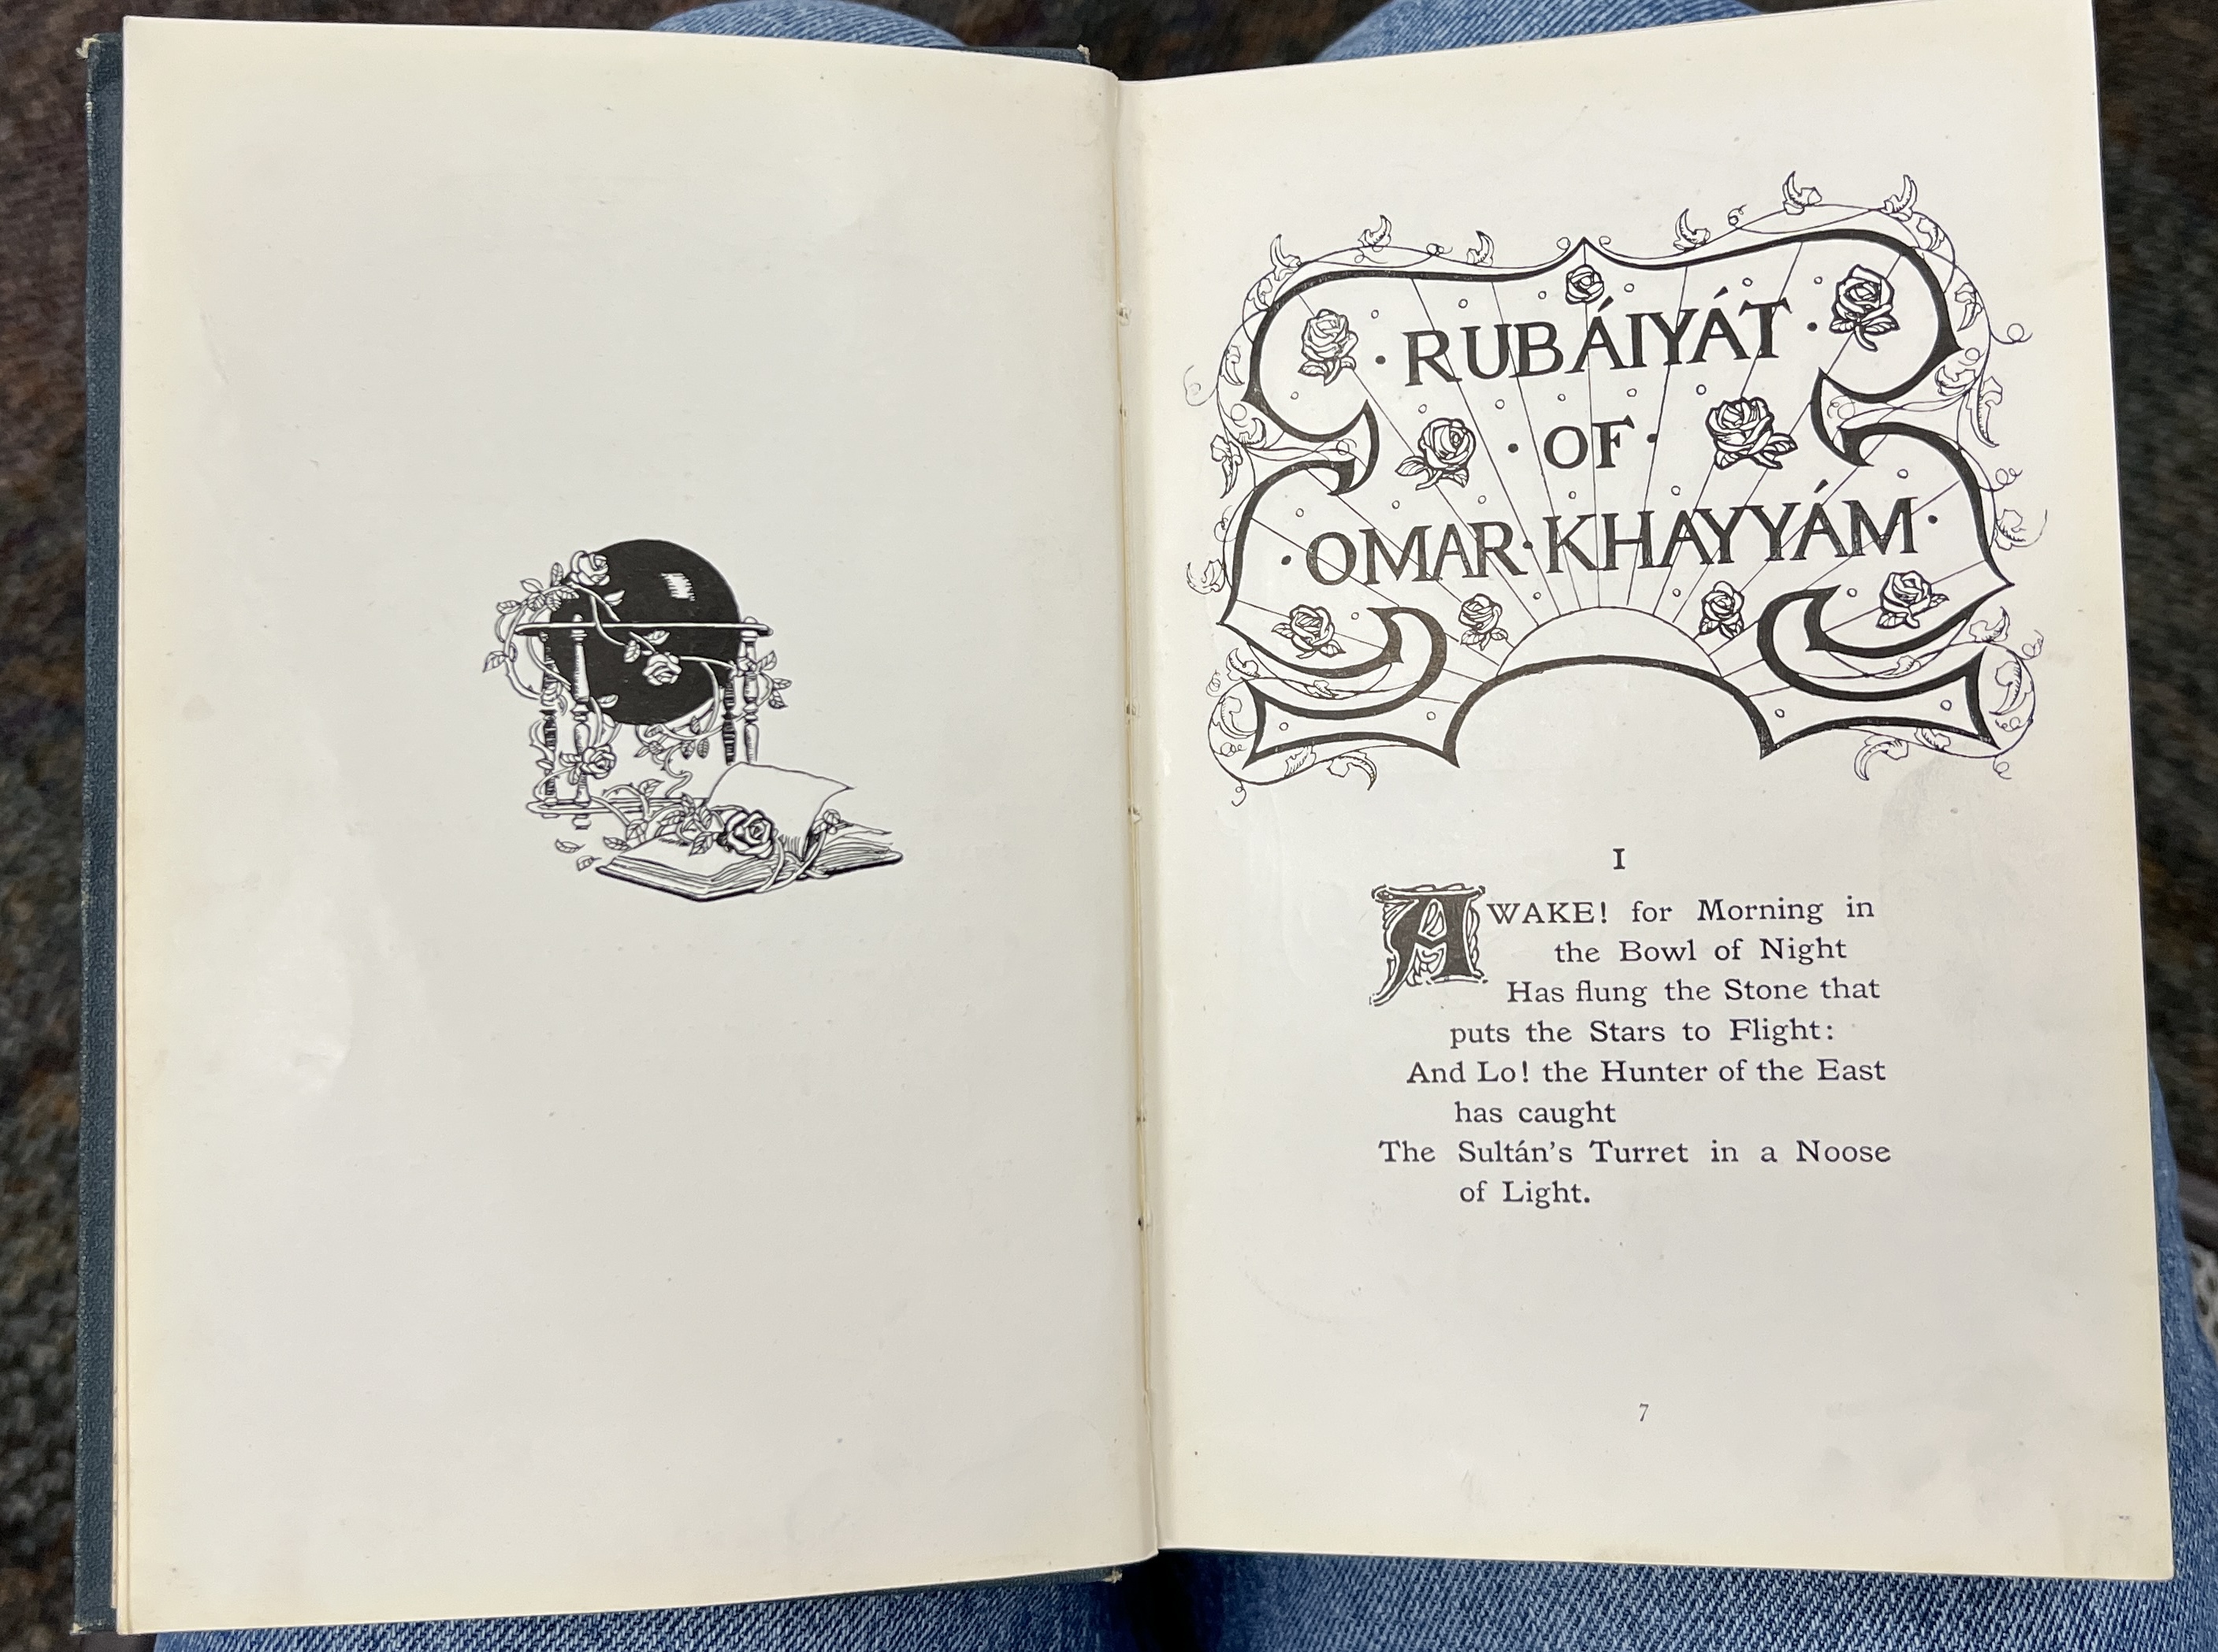 · RUBÁIYÁT ·
· OF ·
· OMAR · KHAYYÁM ·
I
AWAKE! for Morning in
the Bowl of Night
Has flung the Stone that
puts the Stars to Flight:
And Lo! the Hunter of the East
has caught
The Sultán's Turret in a Noose
of Light.
7